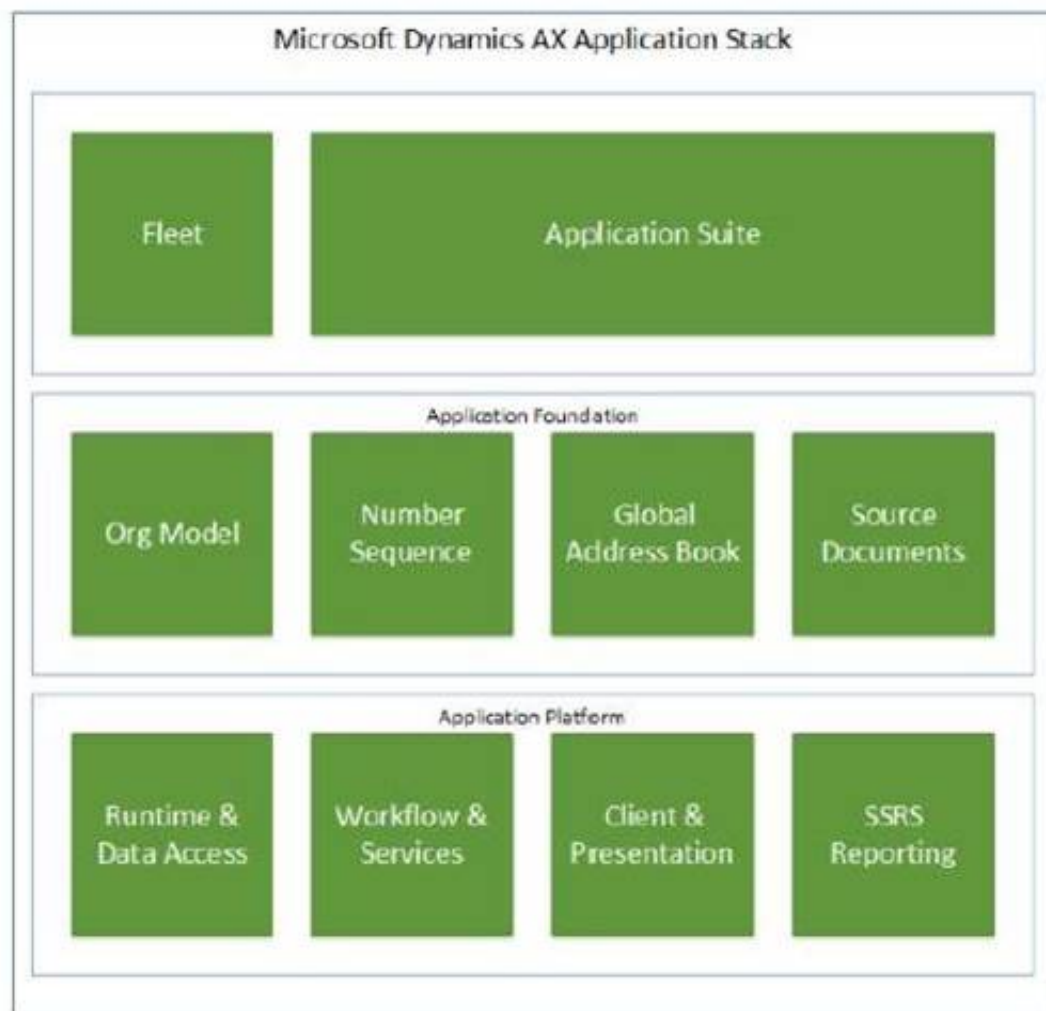 Microsoft Dynamics AX Application Stack
Fleet
Application Suite
Application Foundation
Org Model
Number
Sequence
Global
Address Book
Source
Documents
Application Platform
Runtime &
Data Access
Workflow &
Services
Client &
Presentation
SSRS
Reporting